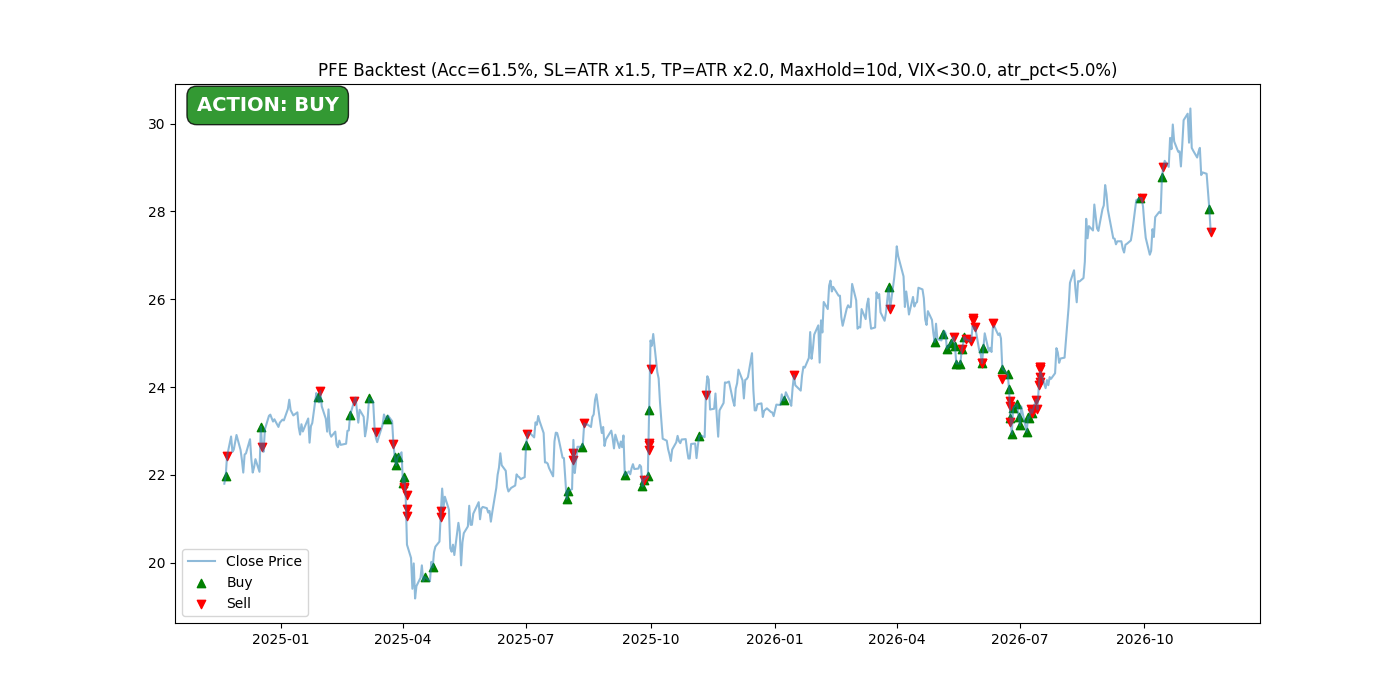 PFE Backtest (Acc=61.5%, SL=ATR x1.5, TP=ATR x2.0, MaxHold=10d, VIX<30.0, atr_pct<5.0%)
ACTION: BUY
30
28
26
24
22
20
Close Price
Buy
Sell
2025-01 2025-04 2025-07 2025-10 2026-01 2026-04 2026-07 2026-10